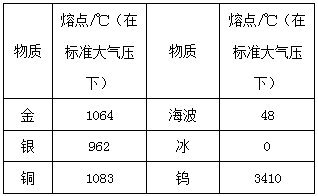 物质 熔点/℃(在标准大气压下) 物质 熔点/℃(在标准大气压下)
金 1064 海波 48
银 962 冰 0
铜 1083 钨 3410